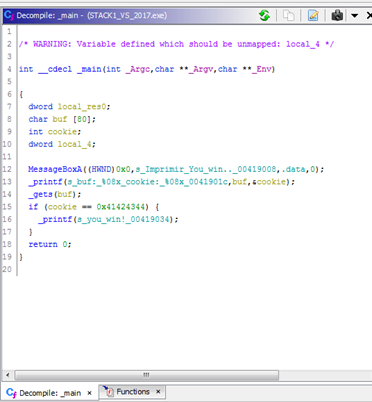 Decompile: _main - (STACK1_VS_2017.exe)
1
2 /* WARNING: Variable defined which should be unmapped: local_4 */
3
4 int __cdecl _main(int _Argc,char **_Argv,char **_Env)
5
6 {
7 dword local_res0;
8 char buf [80];
9 int cookie;
10 dword local_4;
11
12 MessageBoxA((HWND)0x0,s_Imprimir_You_win.._00419008,.data,0);
13 _printf(s_buf:_%08x_cookie:_%08x_0041901c,buf,&cookie);
14 _gets(buf);
15 if (cookie == 0x41424344) {
16 _printf(s_you_win!_00419034);
17 }
18 return 0;
19 }
20
Decompile: _main × Functions ×